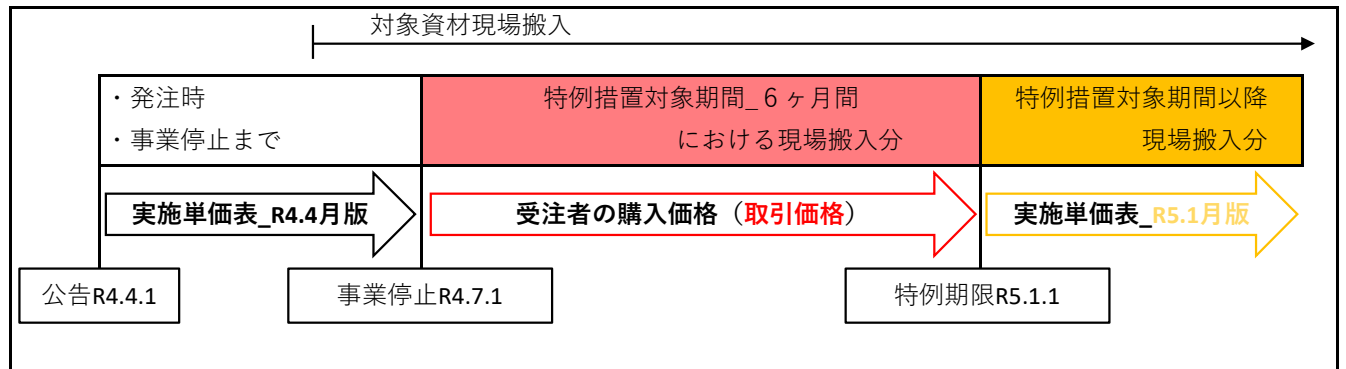 対象資材現場搬入
・発注時
・事業停止まで
特例措置対象期間_６ヶ月間
における現場搬入分
特例措置対象期間以降
現場搬入分
実施単価表_R4.4月版
受注者の購入価格（取引価格）
実施単価表_R5.1月版
公告R4.4.1
事業停止R4.7.1
特例期限R5.1.1